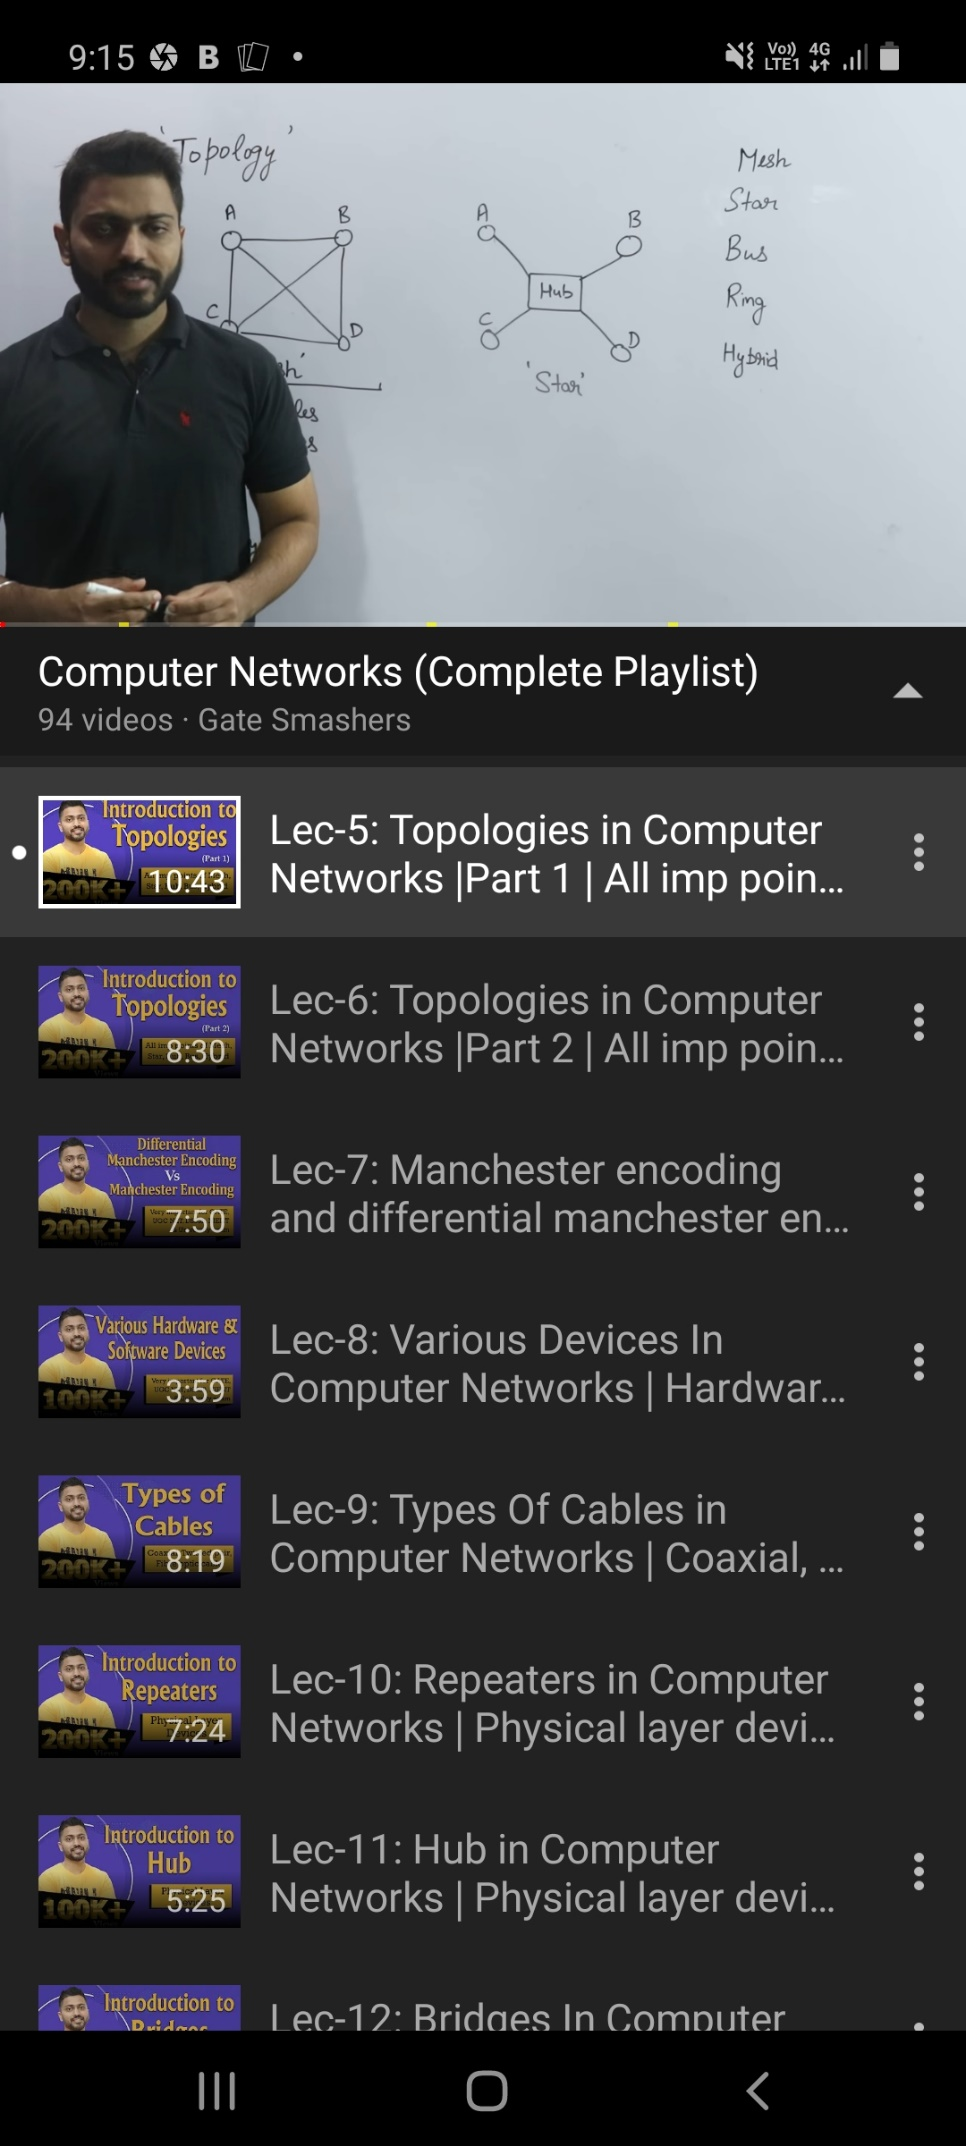 9:15 B Vo)) LTE1 4G
'Topology'
A B
C D
A B
Hub
C D
'Star'
Mesh
Star
Bus
Ring
Hybrid
Computer Networks (Complete Playlist)
94 videos · Gate Smashers
Introduction to
Topologies
(Part 1)
200K+ 10:43
Lec-5: Topologies in Computer
Networks |Part 1 | All imp poin...
Introduction to
Topologies
(Part 2)
200K+ 8:30
Lec-6: Topologies in Computer
Networks |Part 2 | All imp poin...
Differential
Manchester Encoding
Vs
Manchester Encoding
200K+ 7:50
Lec-7: Manchester encoding
and differential manchester en...
Various Hardware &
Software Devices
100K+ 3:59
Lec-8: Various Devices In
Computer Networks | Hardwar...
Types of
Cables
200K+ 8:19
Lec-9: Types Of Cables in
Computer Networks | Coaxial, ...
Introduction to
Repeaters
200K+ 7:24
Lec-10: Repeaters in Computer
Networks | Physical layer devi...
Introduction to
Hub
100K+ 5:25
Lec-11: Hub in Computer
Networks | Physical layer devi...
Introduction to
Bridges
Lec-12: Bridges In Computer